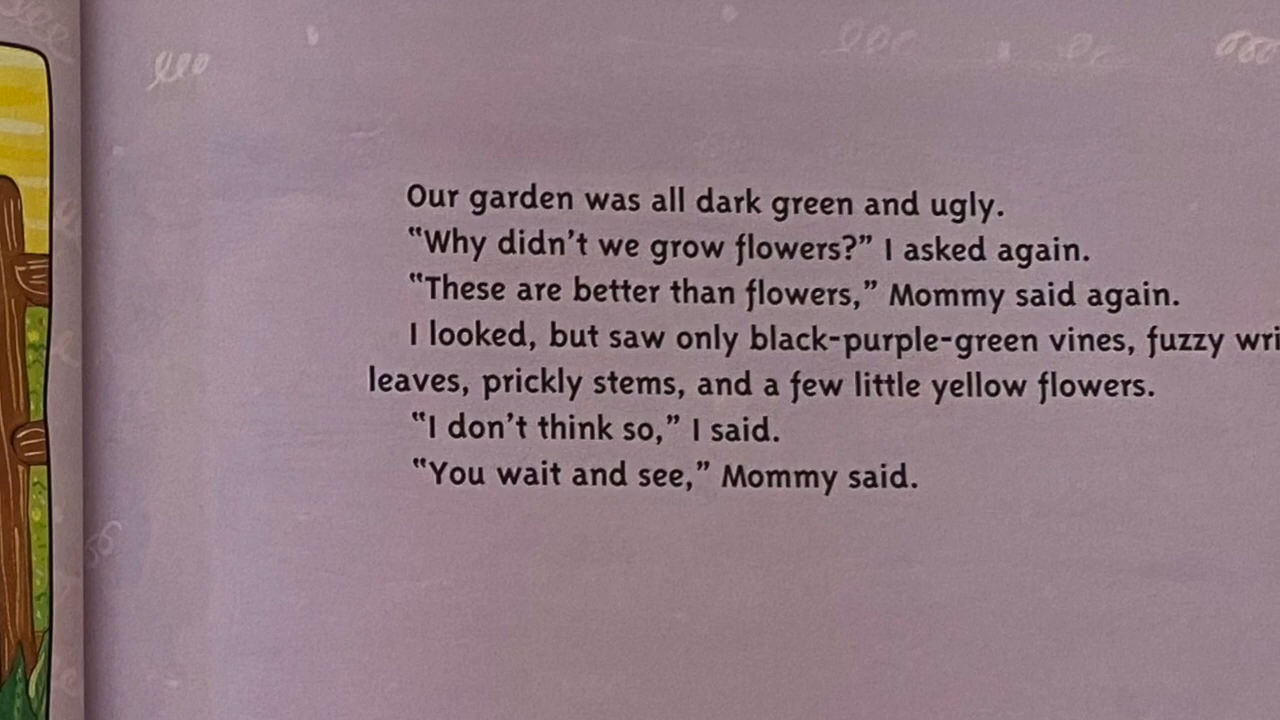 Our garden was all dark green and ugly.
“Why didn’t we grow flowers?” I asked again.
“These are better than flowers,” Mommy said again.
I looked, but saw only black-purple-green vines, fuzzy
leaves, prickly stems, and a few little yellow flowers.
“I don’t think so,” I said.
“You wait and see,” Mommy said.